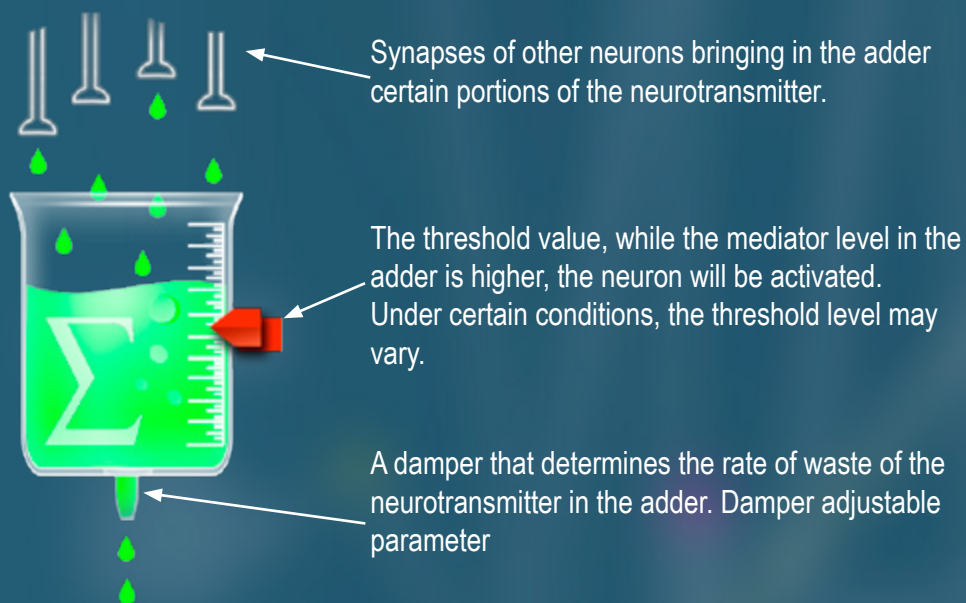 Synapses of other neurons bringing in the adder
certain portions of the neurotransmitter.
The threshold value, while the mediator level in the
adder is higher, the neuron will be activated.
Under certain conditions, the threshold level may
vary.
Σ
A damper that determines the rate of waste of the
neurotransmitter in the adder. Damper adjustable
parameter